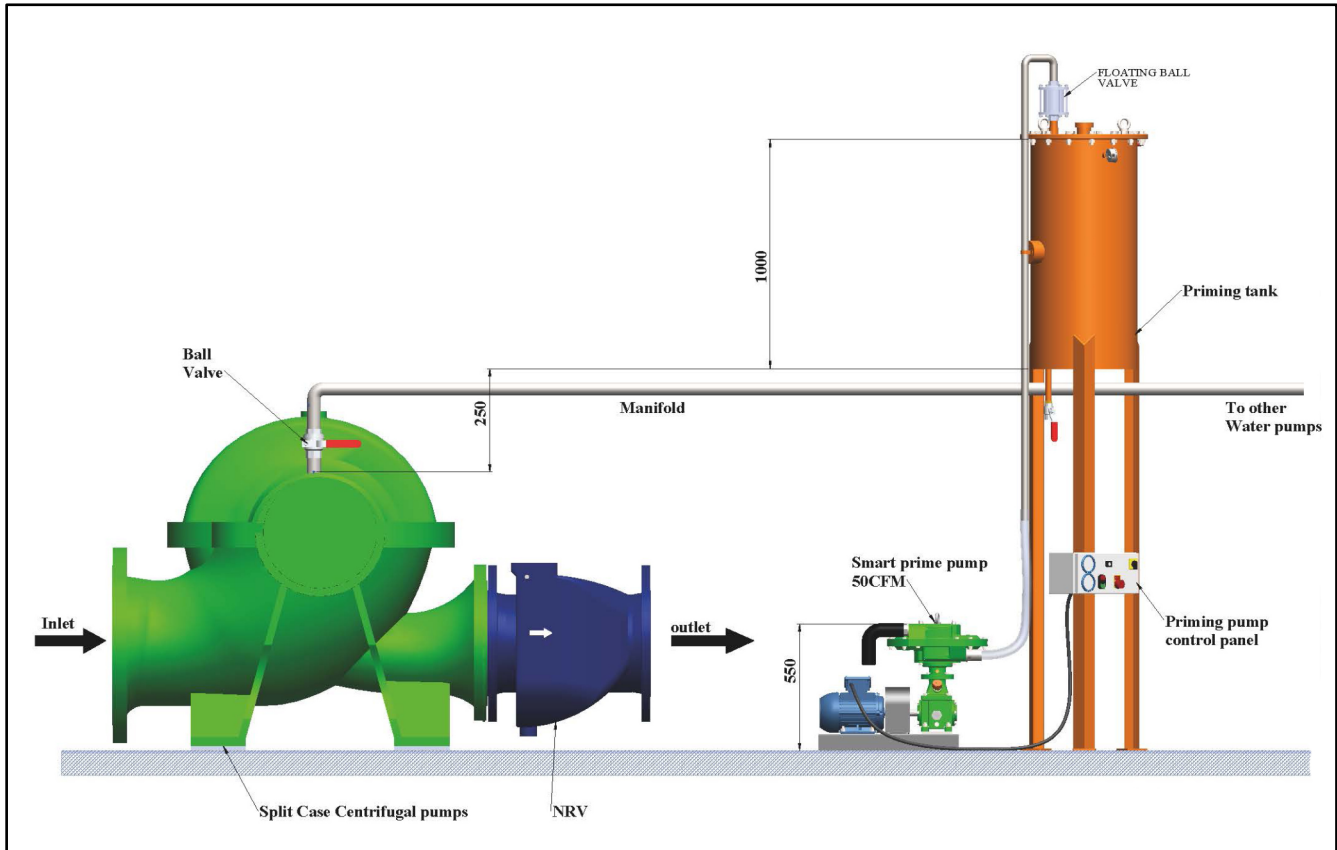 FLOATING BALL
VALVE
1000
Priming tank
Ball
Valve
250
Manifold
To other
Water pumps
Smart prime pump
50CFM
Priming pump
control panel
Inlet
outlet
550
Split Case Centrifugal pumps
NRV